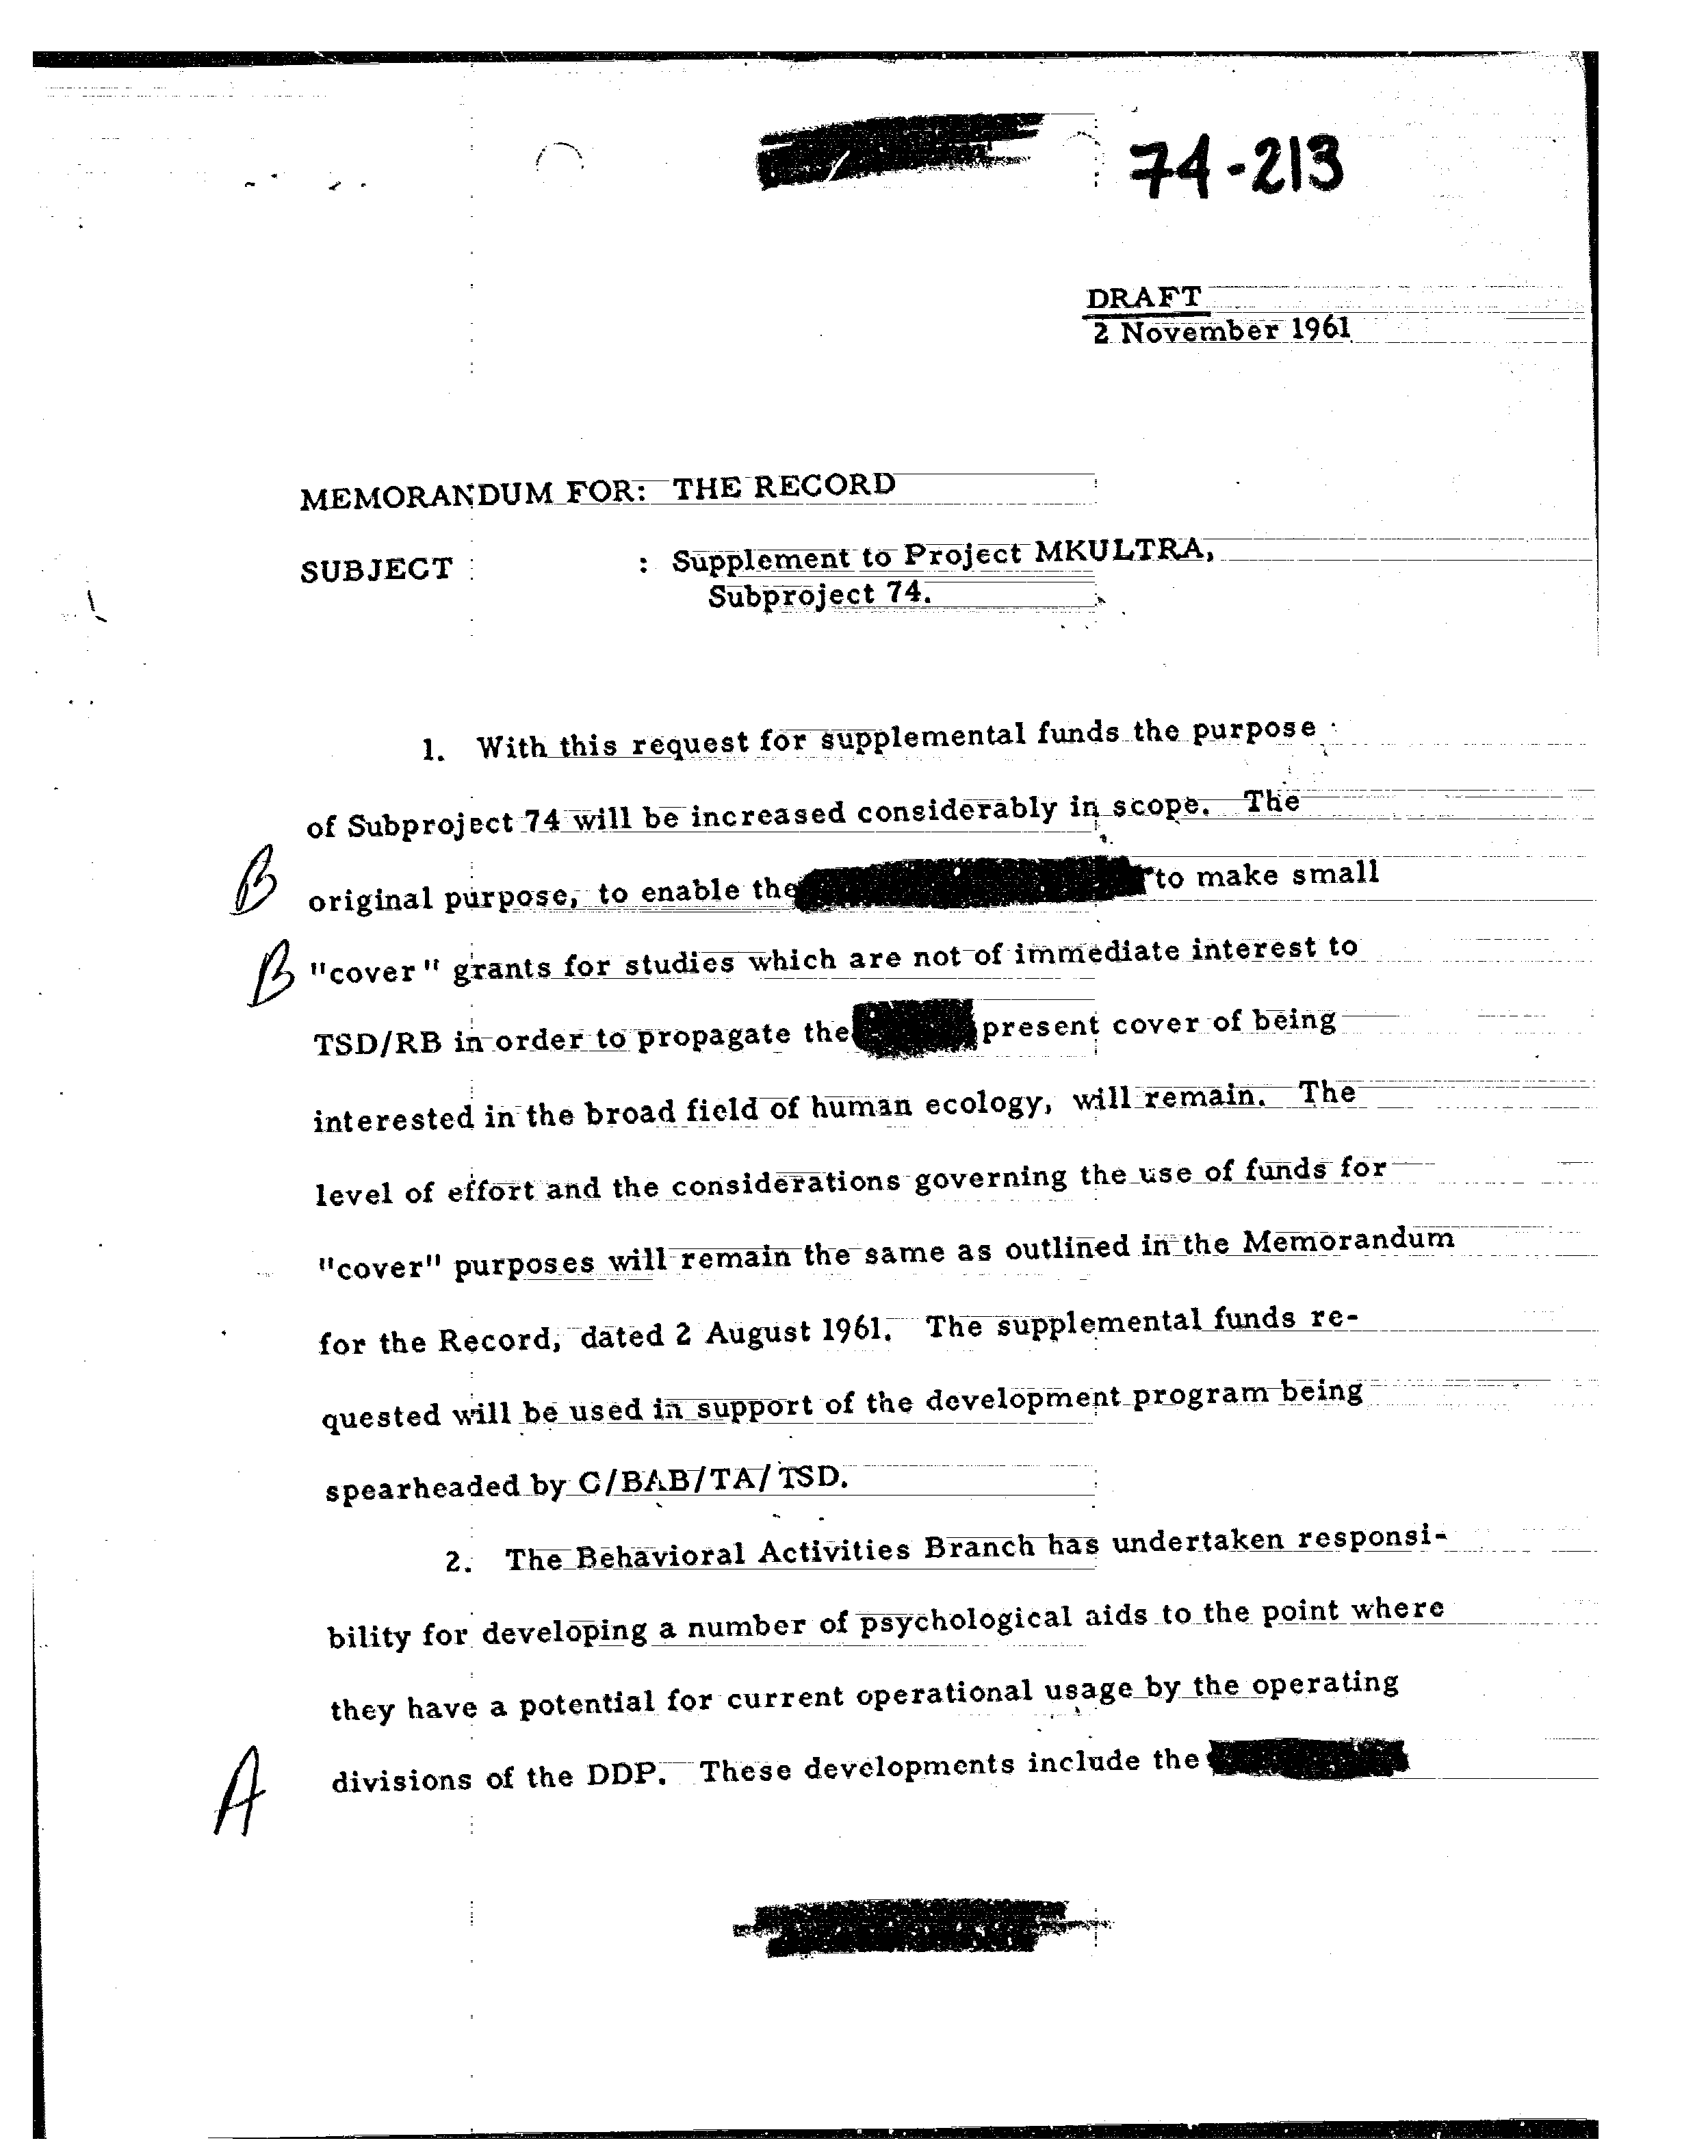 74-213
DRAFT
2 November 1961
MEMORANDUM FOR: THE RECORD
SUBJECT : Supplement to Project MKULTRA,
Subproject 74.
1. With this request for supplemental funds the purpose
of Subproject 74 will be increased considerably in scope. The
B original purpose, to enable the to make small
B "cover" grants for studies which are not of immediate interest to
TSD/RB in order to propagate the present cover of being
interested in the broad field of human ecology, will remain. The
level of effort and the considerations governing the use of funds for
"cover" purposes will remain the same as outlined in the Memorandum
for the Record, dated 2 August 1961. The supplemental funds re-
quested will be used in support of the development program being
spearheaded by C/BAB/TA/TSD.
2. The Behavioral Activities Branch has undertaken responsi-
bility for developing a number of psychological aids to the point where
they have a potential for current operational usage by the operating
A divisions of the DDP. These developments include the